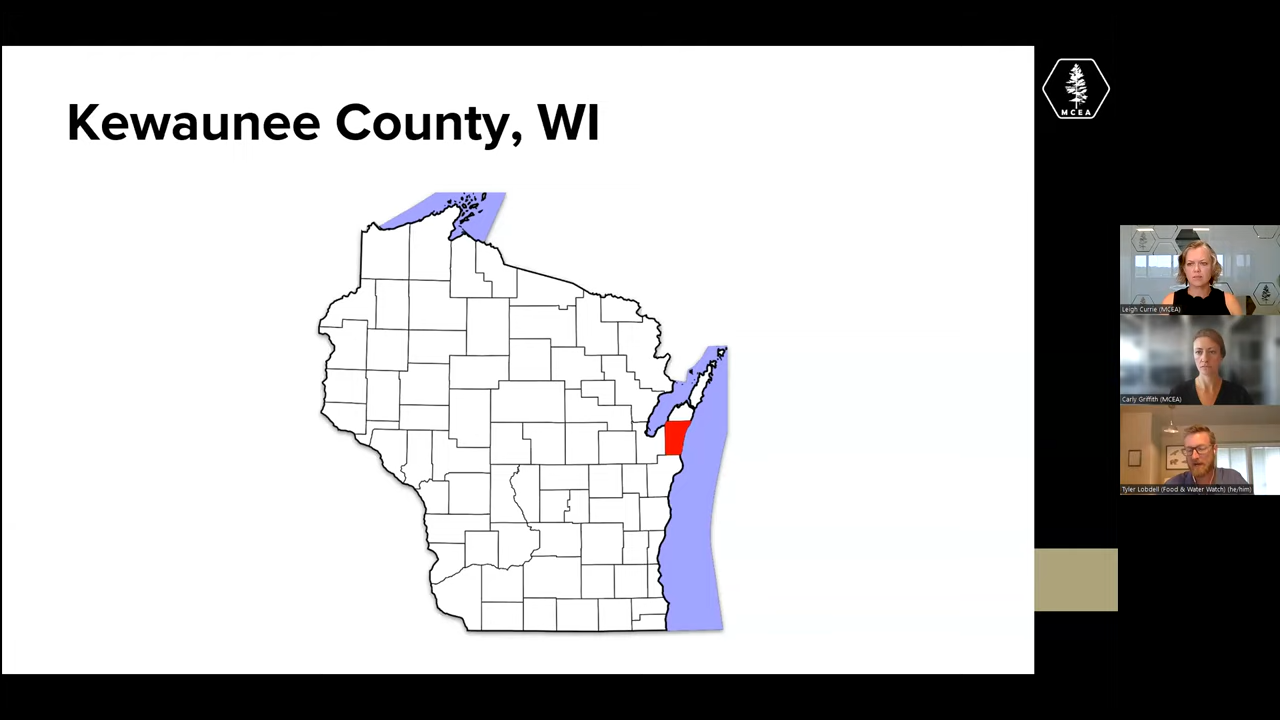 Kewaunee County, WI
MCEA
Leigh Currie (MCEA)
Carly Griffith (MCEA)
Tyler Lobdell (Food & Water Watch) (he/him)